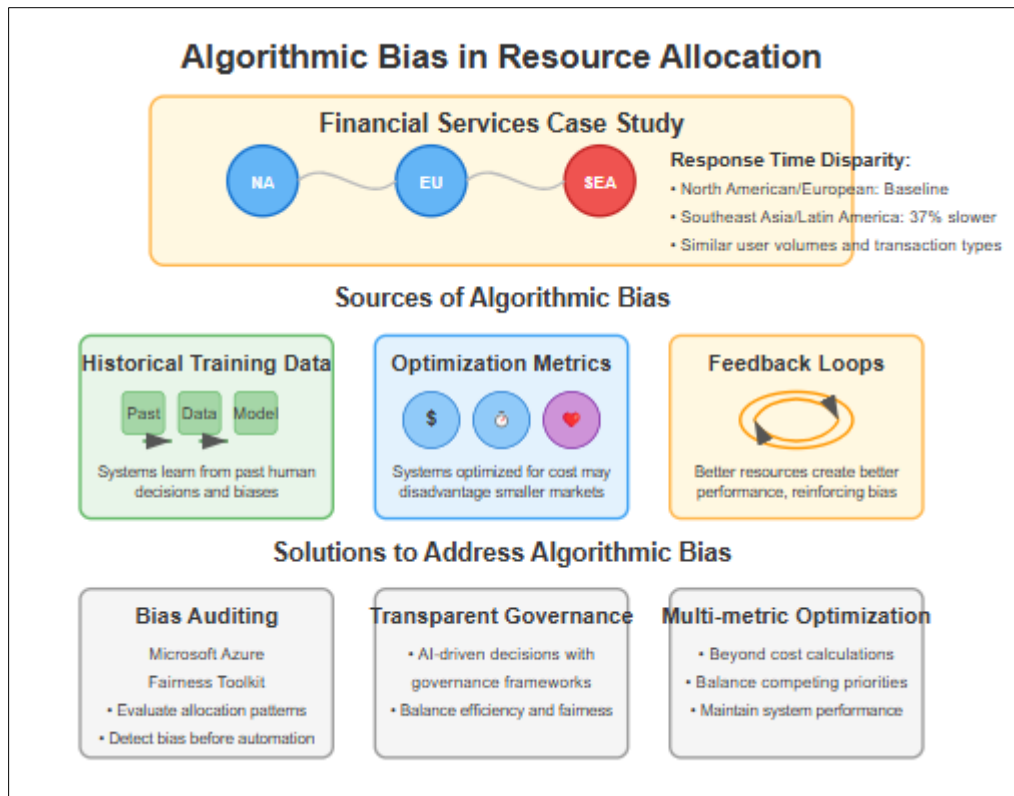 Algorithmic Bias in Resource Allocation
Financial Services Case Study
NA
EU
SEA
Response Time Disparity:
• North American/European: Baseline
• Southeast Asia/Latin America: 37% slower
• Similar user volumes and transaction types
Sources of Algorithmic Bias
Historical Training Data
Past
Data
Model
Systems learn from past human
decisions and biases
Optimization Metrics
$
Systems optimized for cost may
disadvantage smaller markets
Feedback Loops
Better resources create better
performance, reinforcing bias
Solutions to Address Algorithmic Bias
Bias Auditing
Microsoft Azure
Fairness Toolkit
• Evaluate allocation patterns
• Detect bias before automation
Transparent Governance
• AI-driven decisions with
governance frameworks
• Balance efficiency and fairness
Multi-metric Optimization
• Beyond cost calculations
• Balance competing priorities
• Maintain system performance